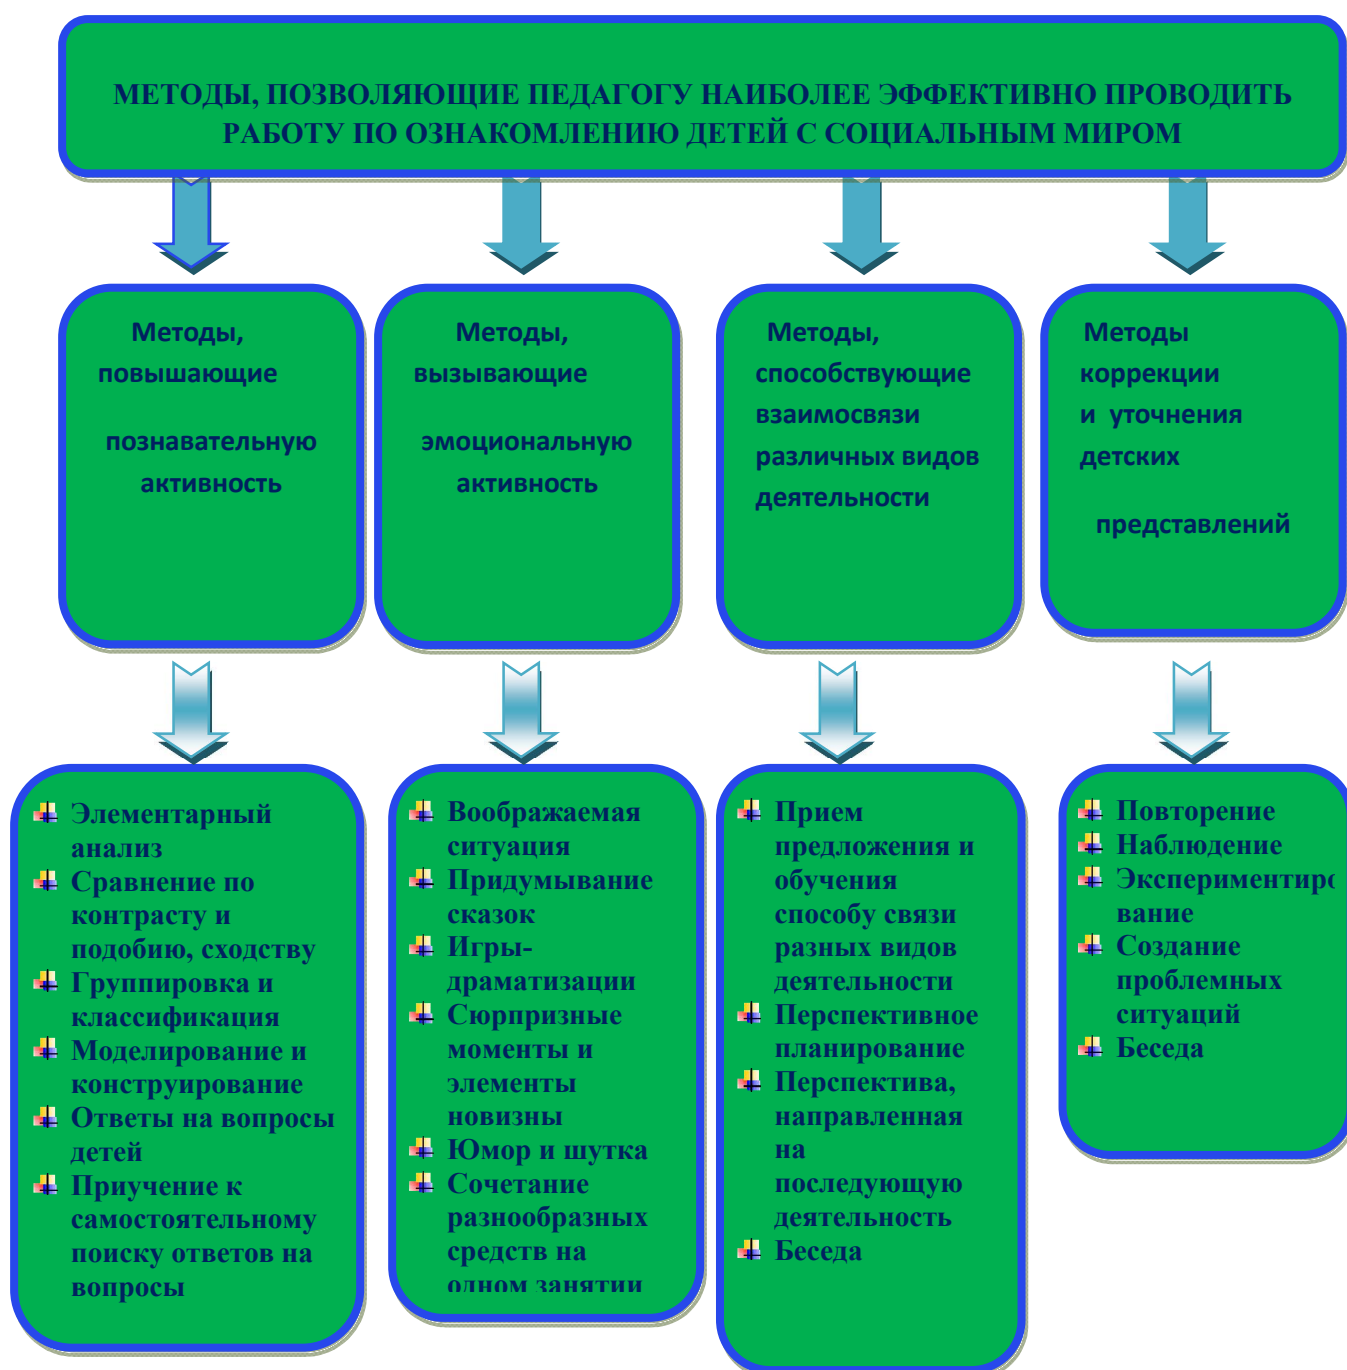 МЕТОДЫ, ПОЗВОЛЯЮЩИЕ ПЕДАГОГУ НАИБОЛЕЕ ЭФФЕКТИВНО ПРОВОДИТЬ
РАБОТУ ПО ОЗНАКОМЛЕНИЮ ДЕТЕЙ С СОЦИАЛЬНЫМ МИРОМ
Методы,
повышающие
познавательную
активность
Методы,
вызывающие
эмоциональную
активность
Методы,
способствующие
взаимосвязи
различных видов
деятельности
Методы
коррекции
и уточнения
детских
представлений
Элементарный
анализ
Сравнение по
контрасту и
подобию, сходству
Группировка и
классификация
Моделирование и
конструирование
Ответы на вопросы
детей
Приучение к
самостоятельному
поиску ответов на
вопросы
Воображаемая
ситуация
Придумывание
сказок
Игры-
драматизации
Сюрпризные
моменты и
элементы
новизны
Юмор и шутка
Сочетание
разнообразных
средств на
одном занятии
Прием
предложения и
обучения
способу связи
разных видов
деятельности
Перспективное
планирование
Перспектива,
направленная
на
последующую
деятельность
Беседа
Повторение
Наблюдение
Экспериментиро
вание
Создание
проблемных
ситуаций
Беседа